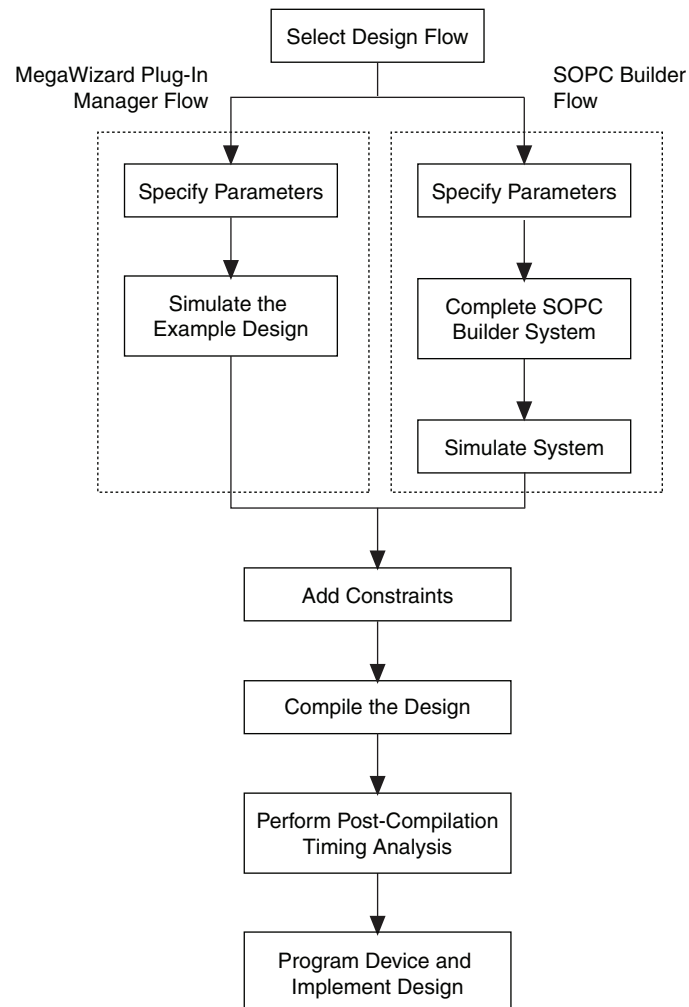 Select Design Flow
MegaWizard Plug-In
Manager Flow
SOPC Builder
Flow
Specify Parameters
Simulate the
Example Design
Specify Parameters
Complete SOPC
Builder System
Simulate System
Add Constraints
Compile the Design
Perform Post-Compilation
Timing Analysis
Program Device and
Implement Design